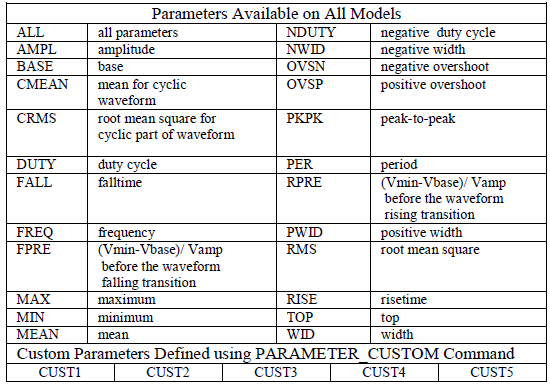 Parameters Available on All Models
ALL all parameters NDUTY negative duty cycle
AMPL amplitude NWID negative width
BASE base OVSN negative overshoot
CMEAN mean for cyclic OVSP positive overshoot
waveform
CRMS root mean square for PKPK peak-to-peak
cyclic part of waveform
DUTY duty cycle PER period
FALL falltime RPRE (Vmin-Vbase)/ Vamp
before the waveform
rising transition
FREQ frequency PWID positive width
FPRE (Vmin-Vbase)/ Vamp RMS root mean square
before the waveform
falling transition
MAX maximum RISE risetime
MIN minimum TOP top
MEAN mean WID width
Custom Parameters Defined using PARAMETER_CUSTOM Command
CUST1 CUST2 CUST3 CUST4 CUST5